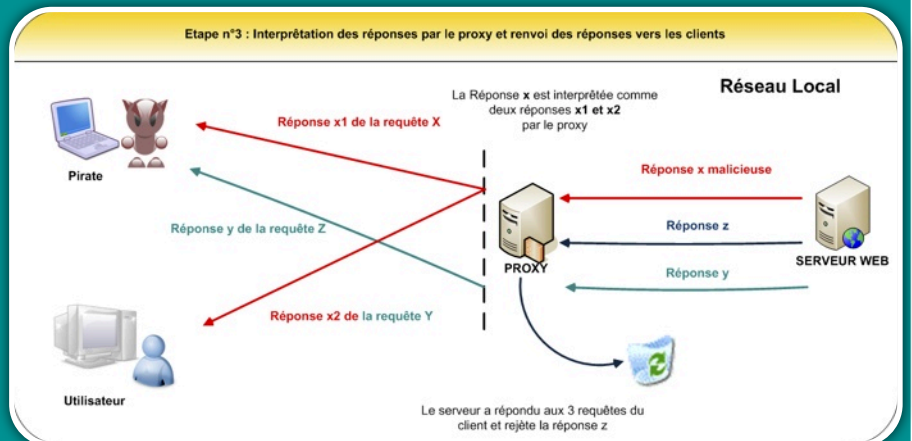 Etape n°3 : Interprêtation des réponses par le proxy et renvoi des réponses vers les clients
Réseau Local
La Réponse x est interprêtée comme
deux réponses x1 et x2
par le proxy
Réponse x1 de la requête X
Réponse x malicieuse
Pirate
Réponse y de la requête Z
Réponse z
PROXY
SERVEUR WEB
Réponse y
Réponse x2 de la requête Y
Utilisateur
Le serveur a répondu aux 3 requêtes du
client et rejète la réponse z